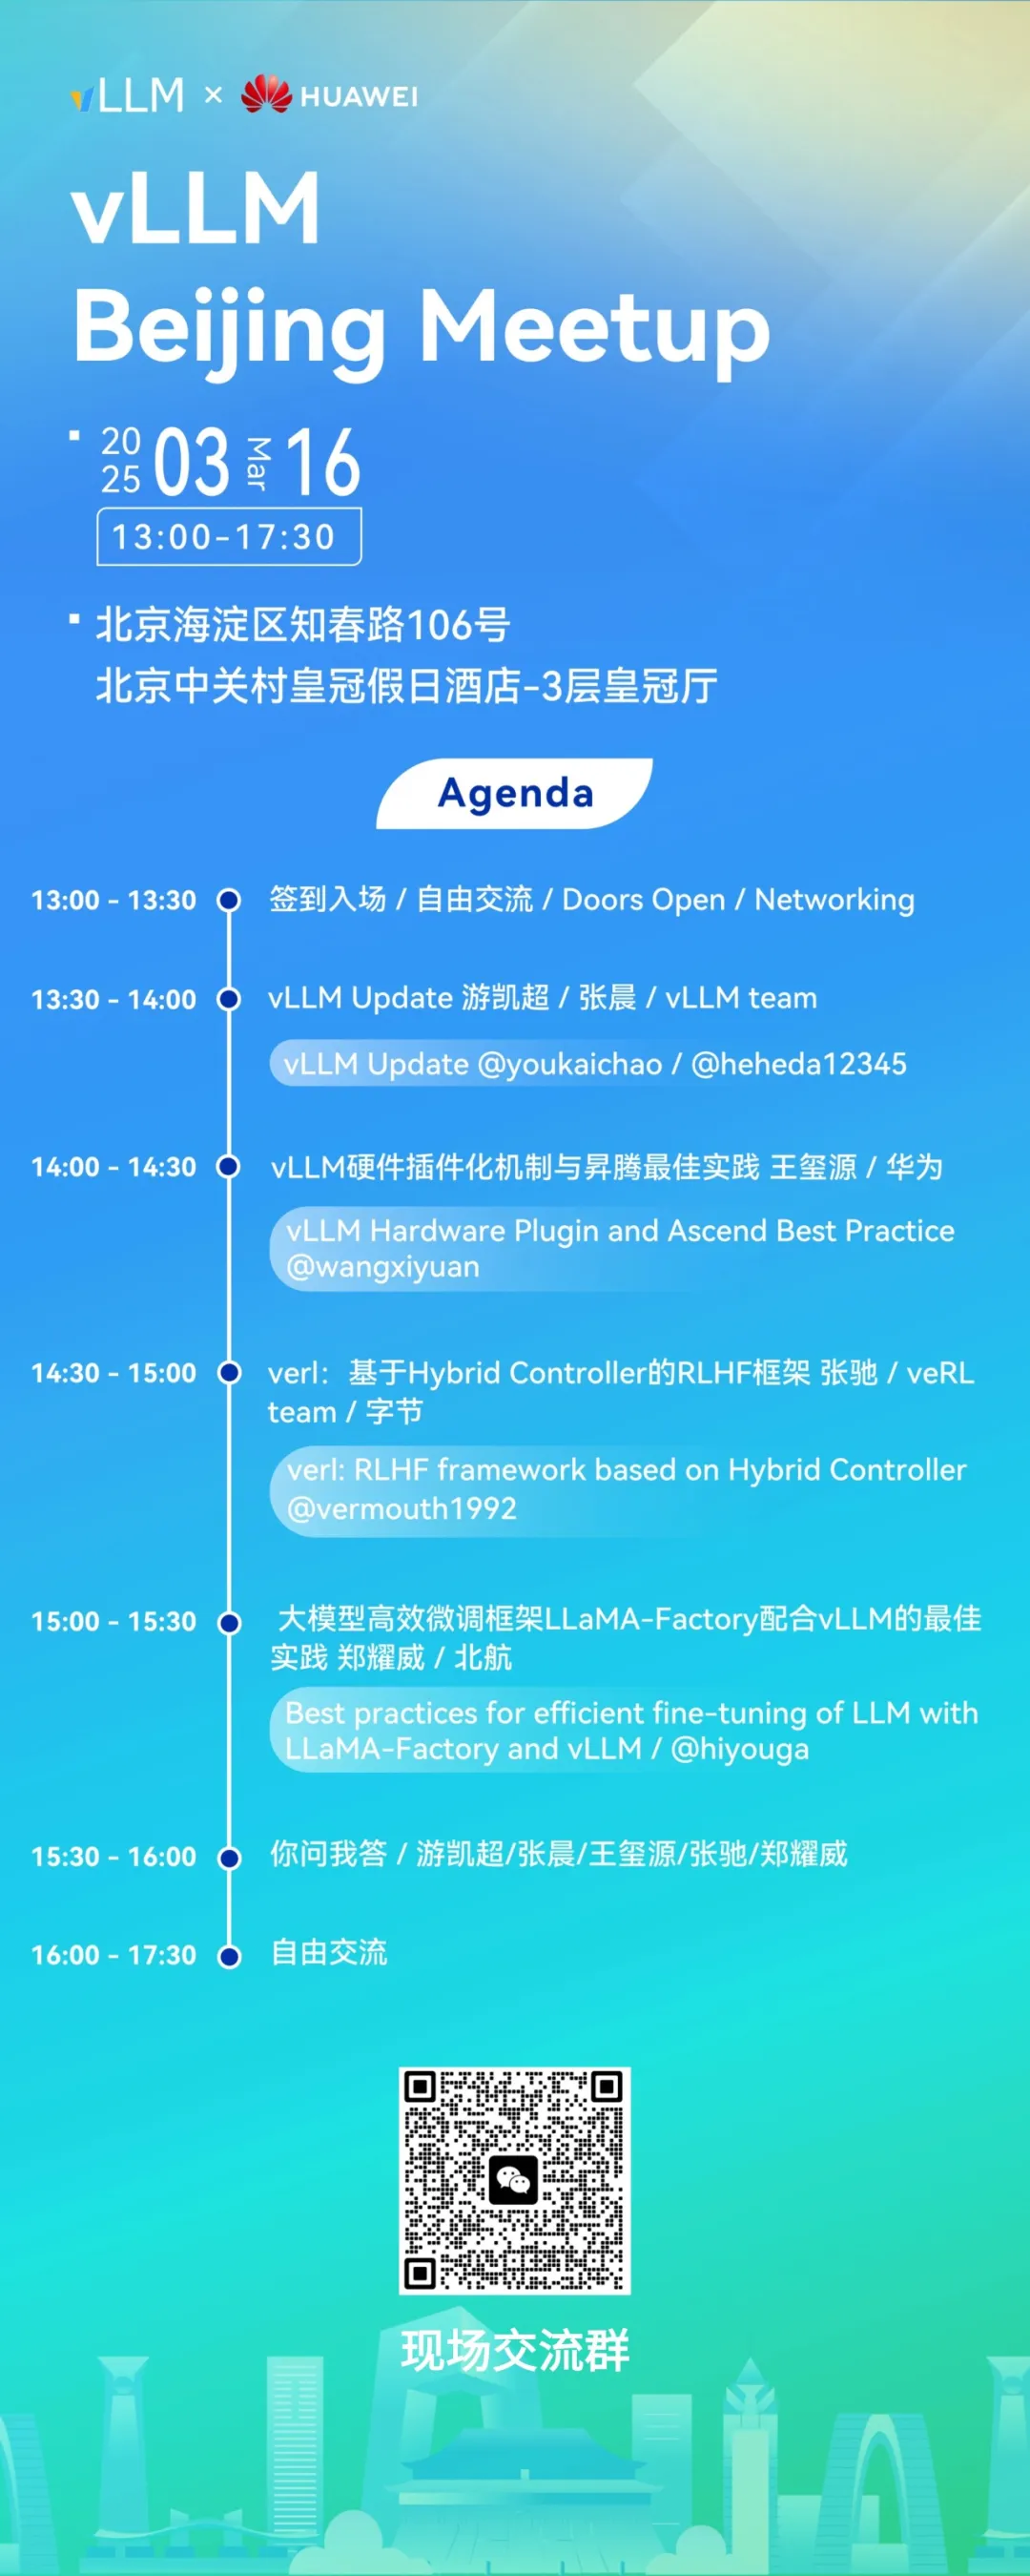 vLLM × HUAWEI
vLLM
Beijing Meetup
2025 03 Mar 16
13:00-17:30
北京海淀区知春路106号
北京中关村皇冠假日酒店-3层皇冠厅
Agenda
13:00 - 13:30 签到入场 / 自由交流 / Doors Open / Networking
13:30 - 14:00 vLLM Update 游凯超 / 张晨 / vLLM team
vLLM Update @youkaichao / @heheda12345
14:00 - 14:30 vLLM硬件插件化机制与昇腾最佳实践 王玺源 / 华为
vLLM Hardware Plugin and Ascend Best Practice
@wangxiyuan
14:30 - 15:00 verl：基于Hybrid Controller的RLHF框架 张驰 / veRL
team / 字节
verl: RLHF framework based on Hybrid Controller
@vermouth1992
15:00 - 15:30 大模型高效微调框架LLaMA-Factory配合vLLM的最佳
实践 郑耀威 / 北航
Best practices for efficient fine-tuning of LLM with
LLaMA-Factory and vLLM / @hiyouga
15:30 - 16:00 你问我答 / 游凯超/张晨/王玺源/张驰/郑耀威
16:00 - 17:30 自由交流
现场交流群